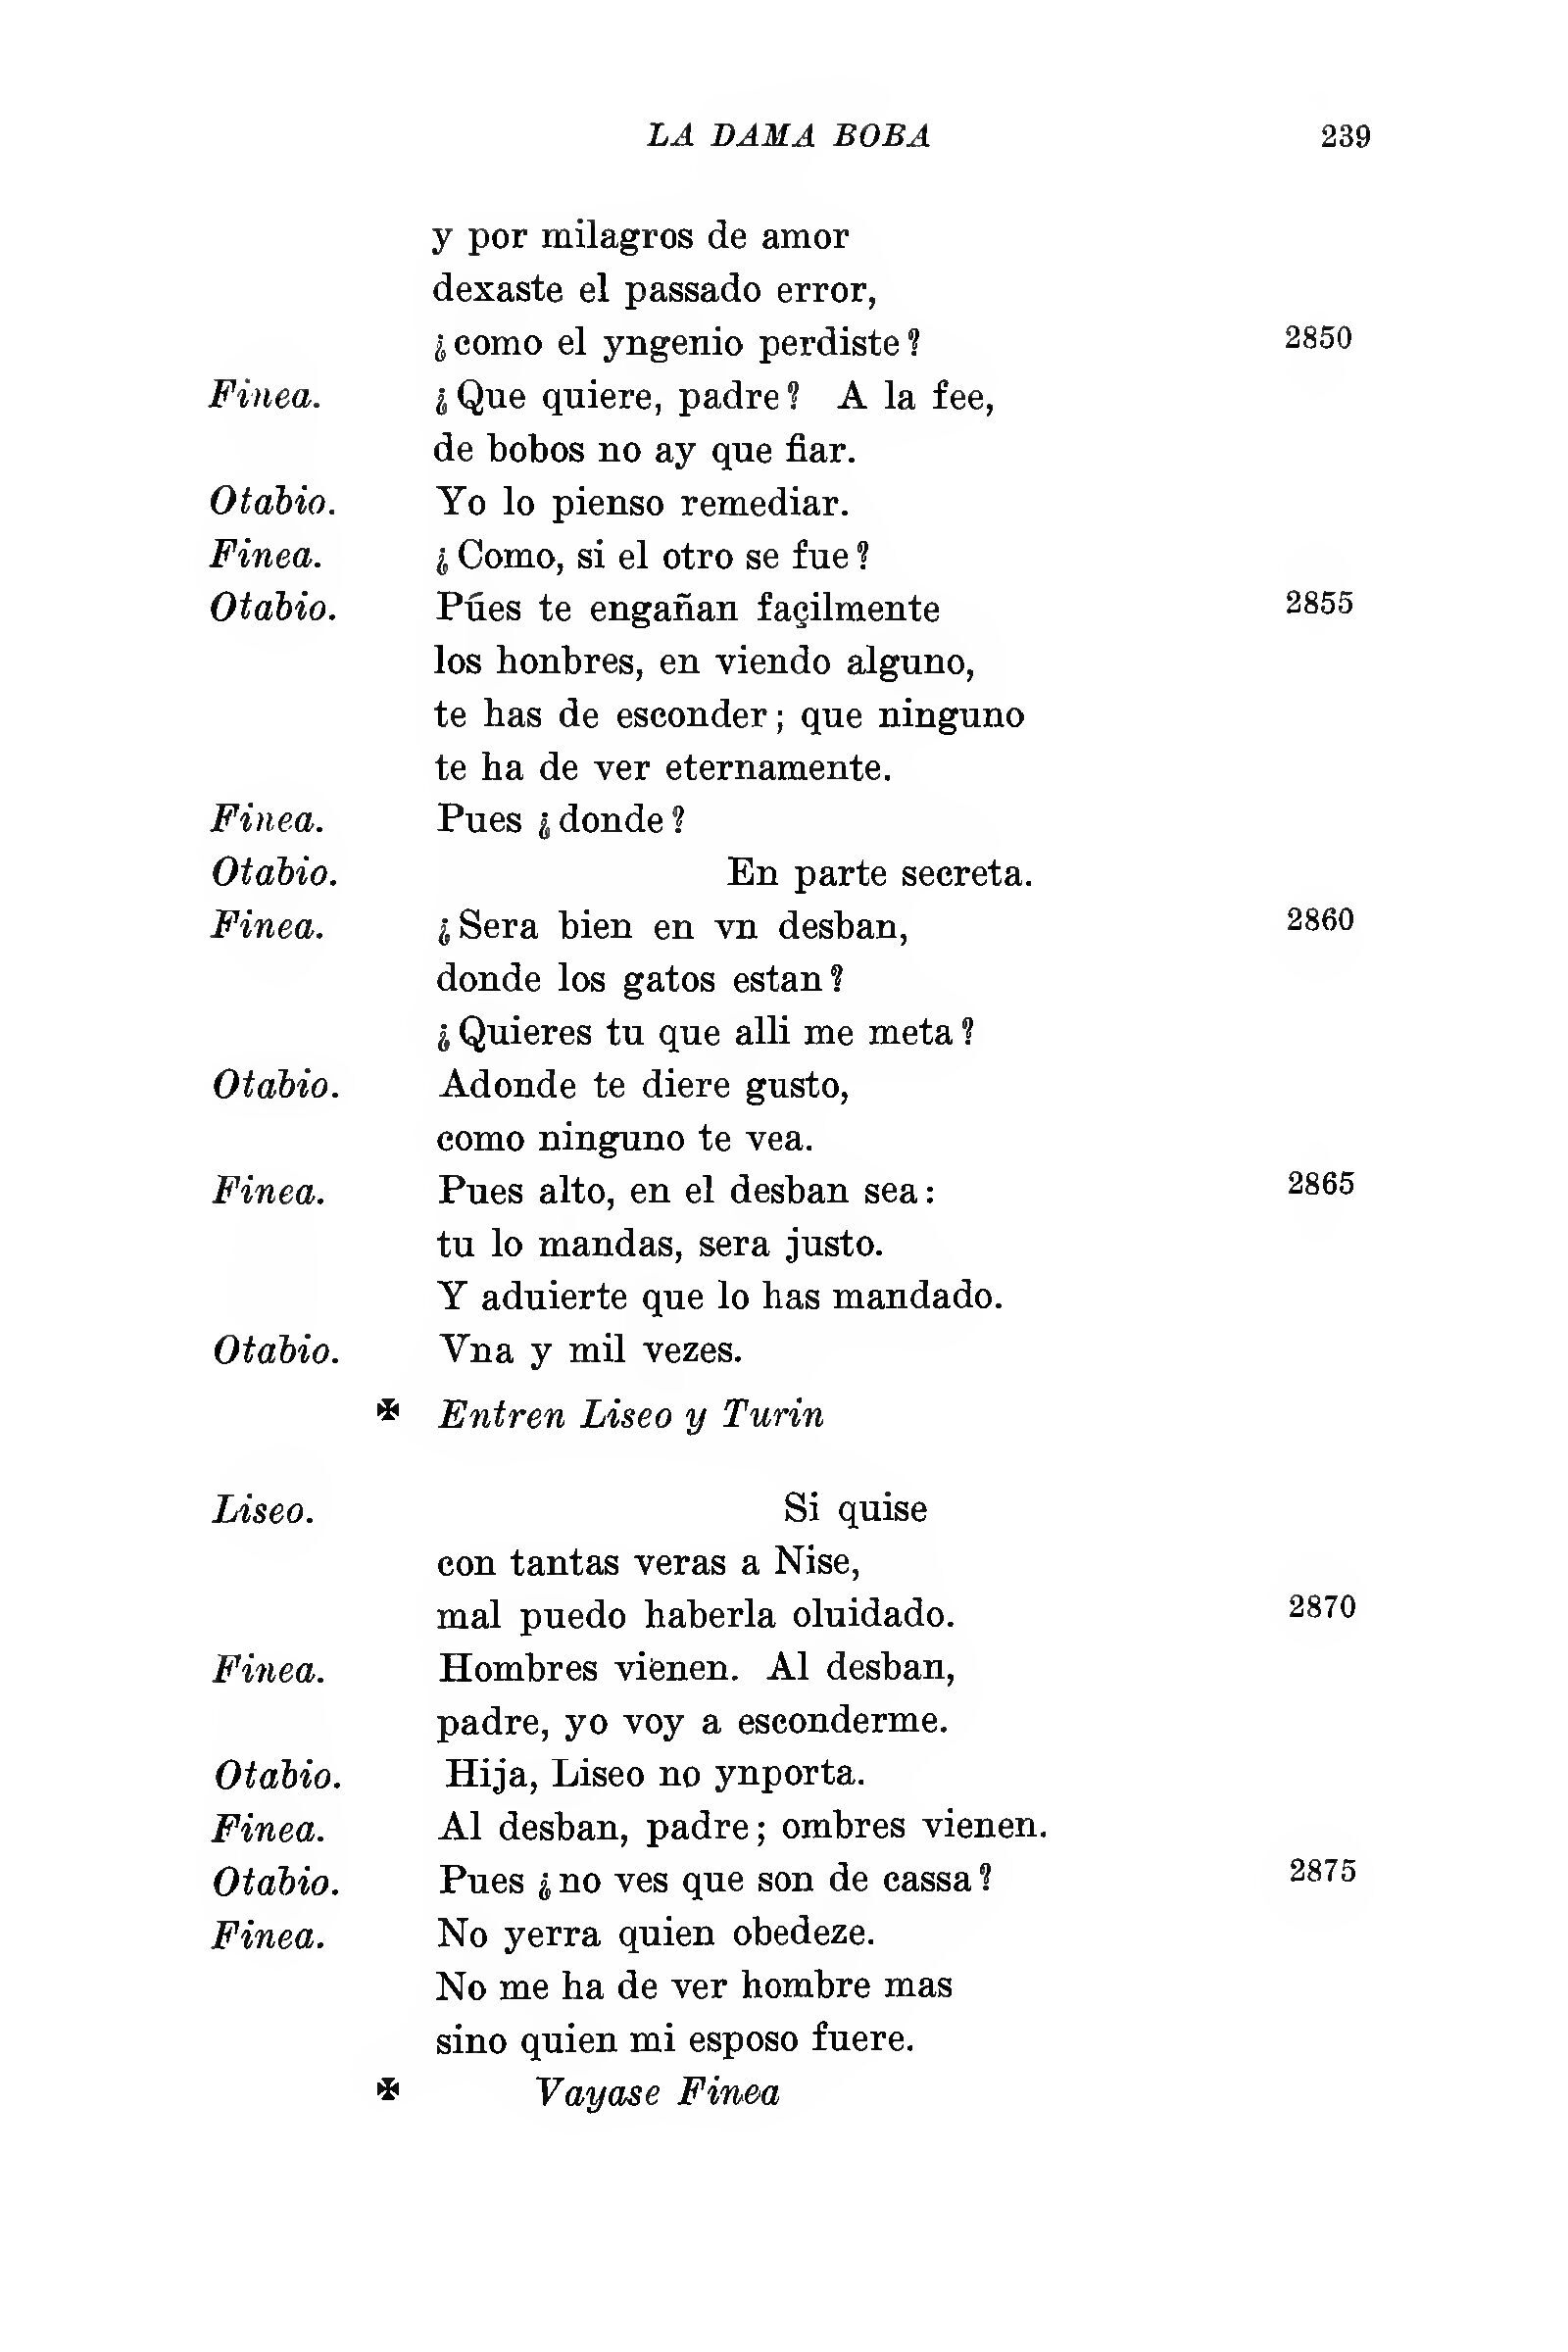 LA DAMA BOBA 239
y por milagros de amor
dexaste el passado error,
¿como el yngenio perdiste? 2850
Finea. ¿Que quiere, padre? A la fee,
de bobos no ay que fiar.
Otabio. Yo lo pienso remediar.
Finea. ¿Como, si el otro se fue?
Otabio. Púes te engañan façilmente 2855
los honbres, en viendo alguno,
te has de esconder; que ninguno
te ha de ver eternamente.
Finea. Pues ¿donde?
Otabio. En parte secreta.
Finea. ¿Sera bien en vn desban, 2860
donde los gatos estan?
¿Quieres tu que alli me meta?
Otabio. Adonde te diere gusto,
como ninguno te vea.
Finea. Pues alto, en el desban sea: 2865
tu lo mandas, sera justo.
Y aduierte que lo has mandado.
Otabio. Vna y mil vezes.
✠ Entren Liseo y Turin
Liseo. Si quise
con tantas veras a Nise,
mal puedo haberla oluidado. 2870
Finea. Hombres vienen. Al desban,
padre, yo voy a esconderme.
Otabio. Hija, Liseo no ynporta.
Finea. Al desban, padre; ombres vienen.
Otabio. Pues ¿no ves que son de cassa? 2875
Finea. No yerra quien obedeze.
No me ha de ver hombre mas
sino quien mi esposo fuere.
✠ Vayase Finea